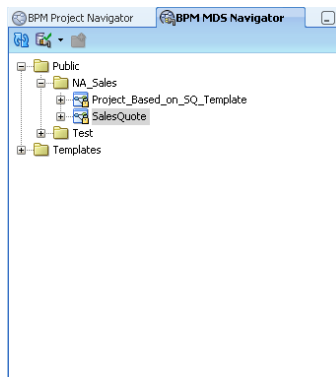 BPM Project Navigator BPM MDS Navigator
Public
NA_Sales
Project_Based_on_SQ_Template
SalesQuote
Test
Templates